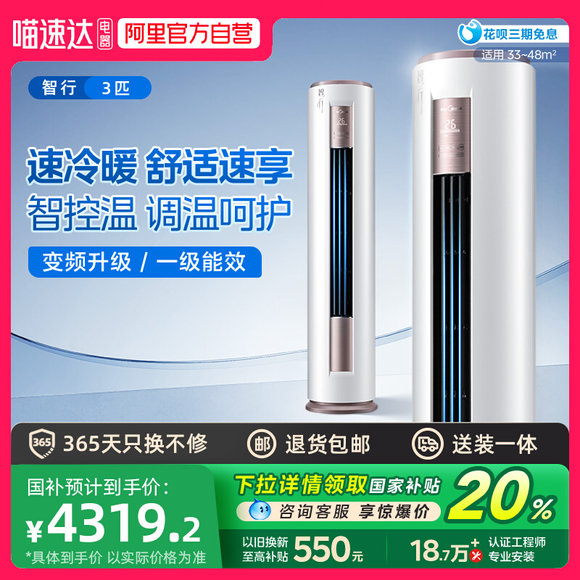 喵速达 电器 阿里官方自营
花呗三期免息
适用 33~48m²
智行 3匹
速冷暖 舒适速享
智控温 调温呵护
变频升级 / 一级能效
26
26
365 365天只换不修
邮 退货包邮
送装一体
国补预计到手价:
¥4319.2
*具体到手价 以实际价格为准
下拉详情领取 国家补贴
咨询客服 享惊爆价
20%
以旧换新
至高补贴 550元
18.7万+ 认证工程师
专业安装